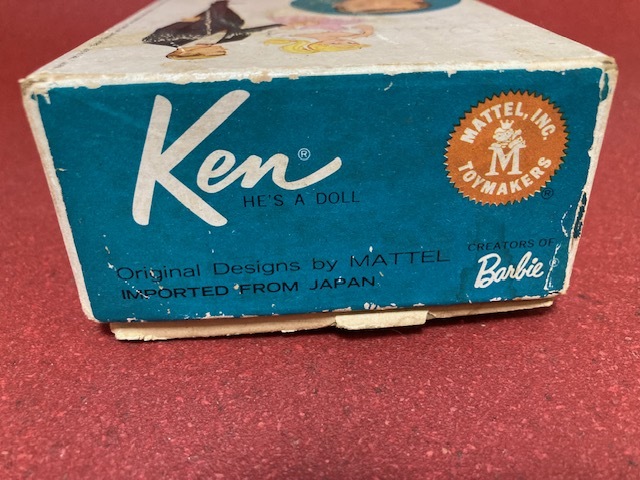 Ken®
HE'S A DOLL
Original Designs by MATTEL
IMPORTED FROM JAPAN
MATTEL, INC.
M
TOYMAKERS
®
CREATORS OF
Barbie®